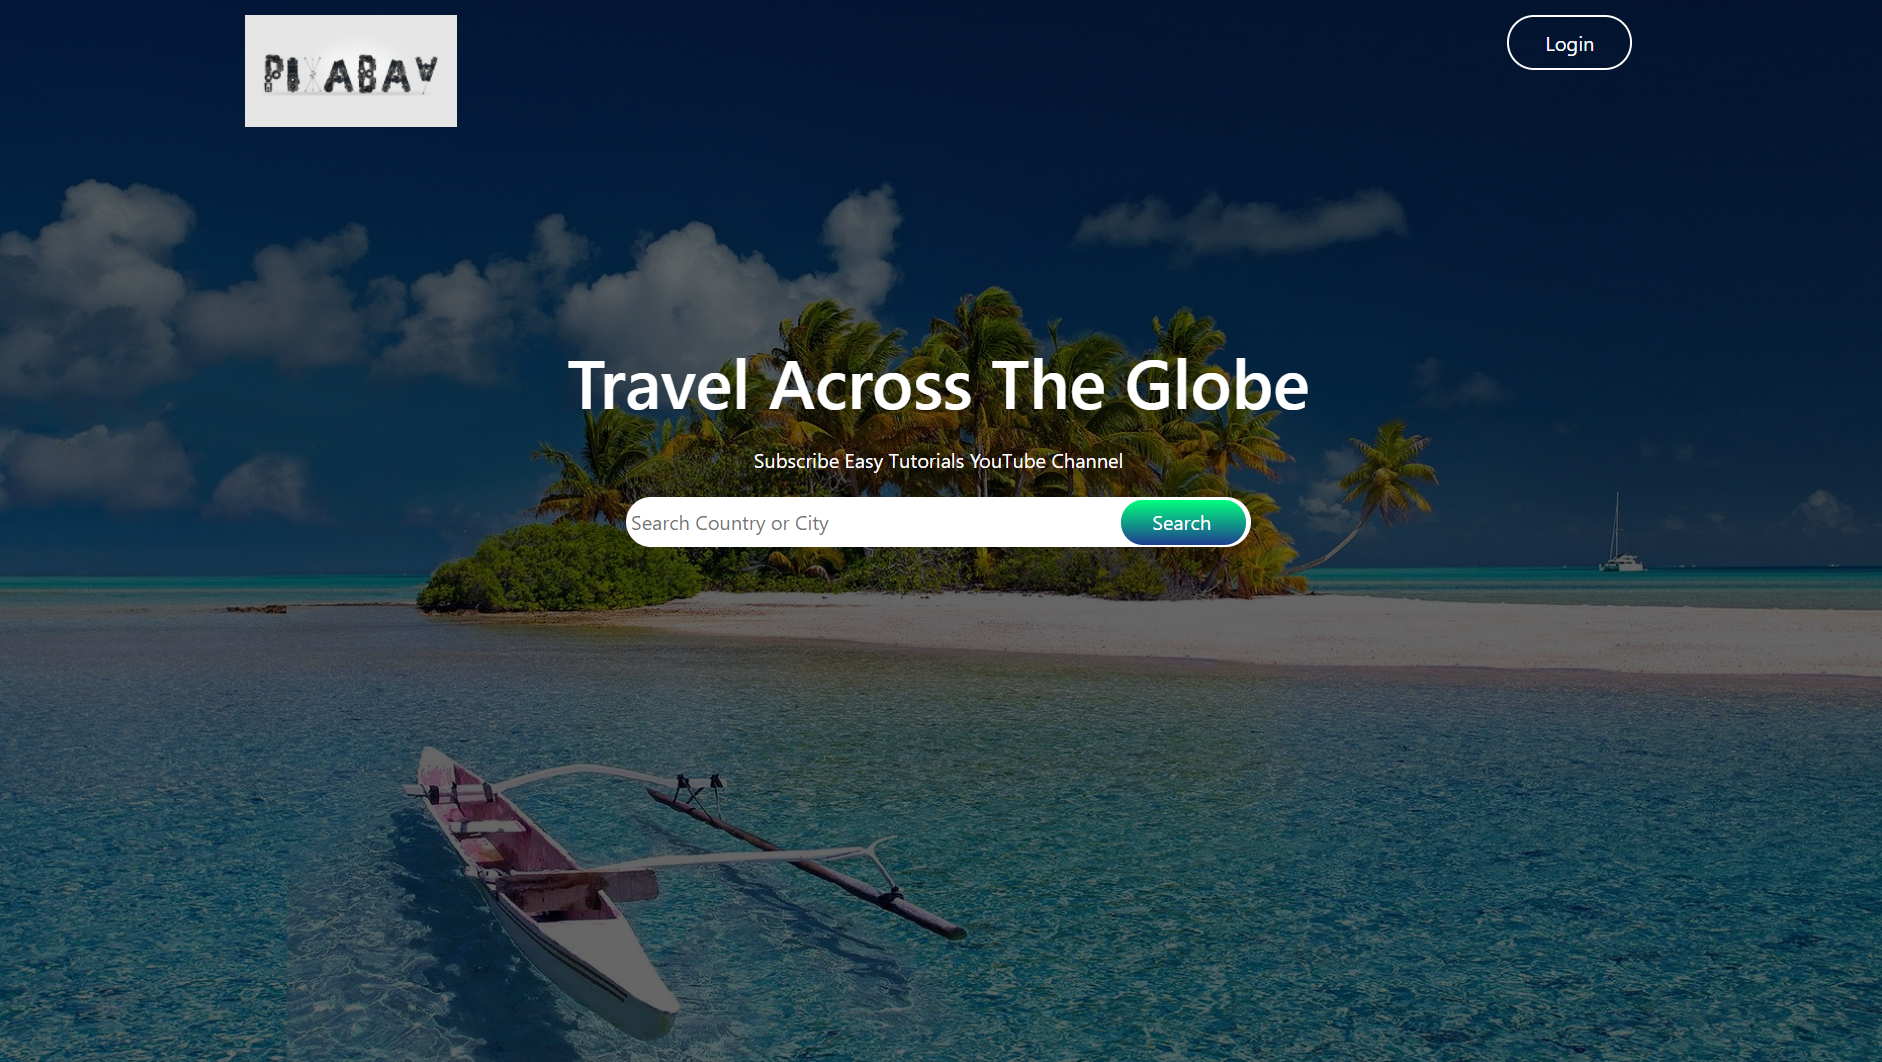 PIXABAY
Login
Travel Across The Globe
Subscribe Easy Tutorials YouTube Channel
Search Country or City
Search